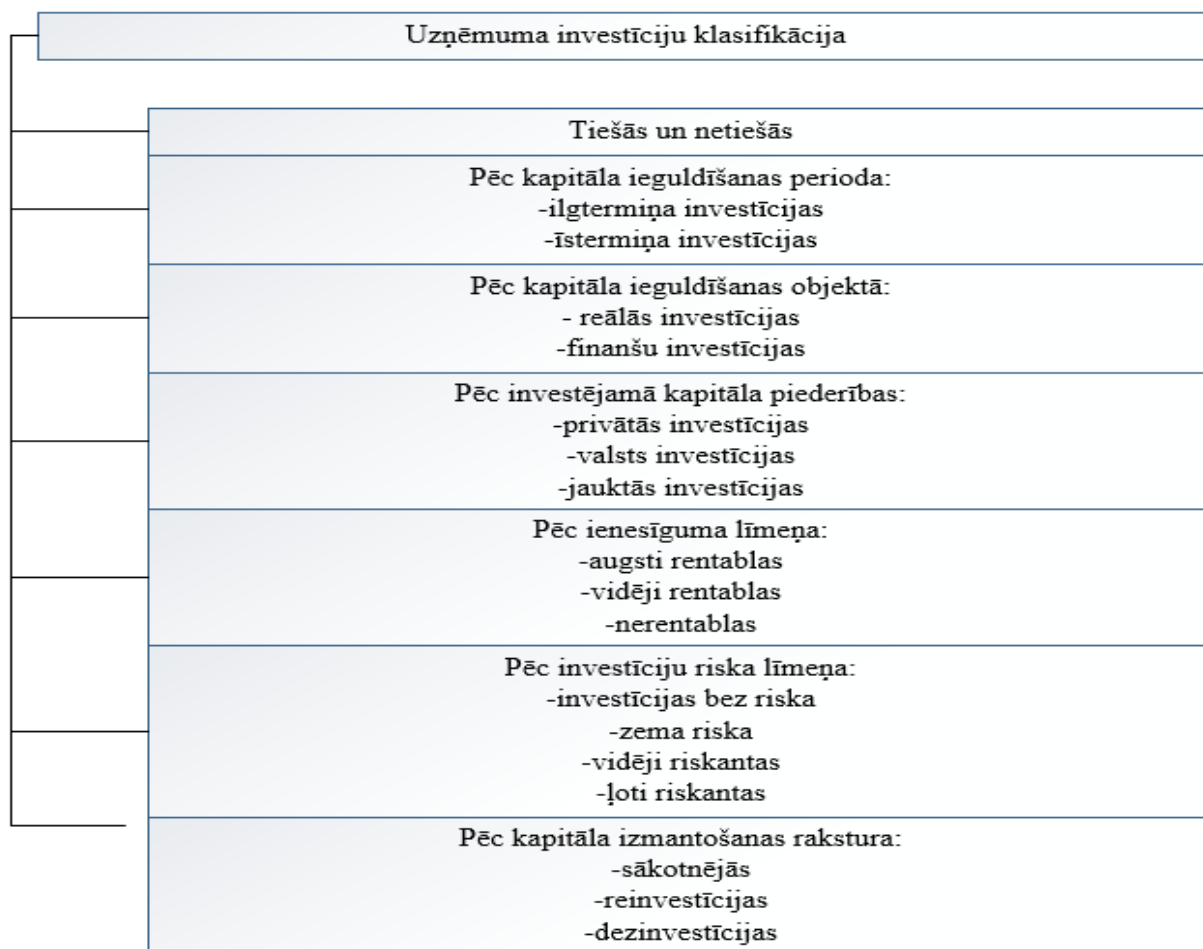 Uzņēmuma investīciju klasifikācija
Tiešās un netiešās
Pēc kapitāla ieguldīšanas perioda:
-ilgtermiņa investīcijas
-īstermiņa investīcijas
Pēc kapitāla ieguldīšanas objektā:
- reālās investīcijas
-finanšu investīcijas
Pēc investējamā kapitāla piederības:
-privātās investīcijas
-valsts investīcijas
-jauktās investīcijas
Pēc ienesīguma līmeņa:
-augsti rentablas
-vidēji rentablas
-nerentablas
Pēc investīciju riska līmeņa:
-investīcijas bez riska
-zema riska
-vidēji riskantas
-ļoti riskantas
Pēc kapitāla izmantošanas rakstura:
-sākotnējās
-reinvestīcijas
-dezinvestīcijas